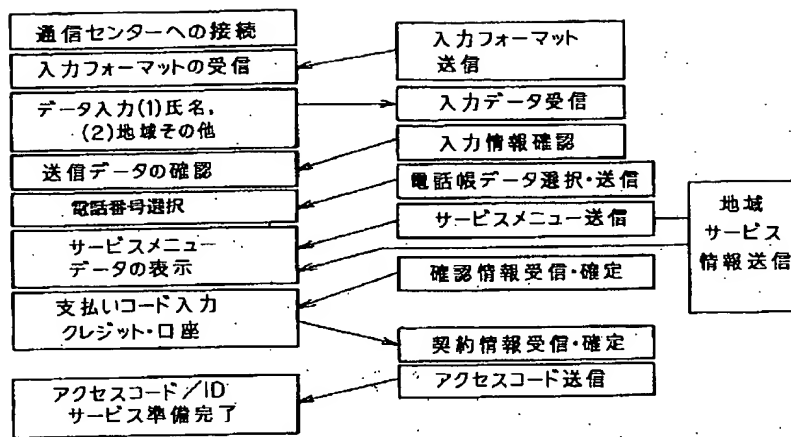 通信センターへの接続
入力フォーマットの受信
データ入力(1)氏名,
(2)地域その他
送信データの確認
電話番号選択
サービスメニュー
データの表示
支払いコード入力
クレジット・口座
アクセスコード/ID
サービス準備完了
入力フォーマット
送信
入力データ受信
入力情報確認
電話帳データ選択・送信
サービスメニュー送信
確認情報受信・確定
契約情報受信・確定
アクセスコード送信
地域
サービス
情報送信